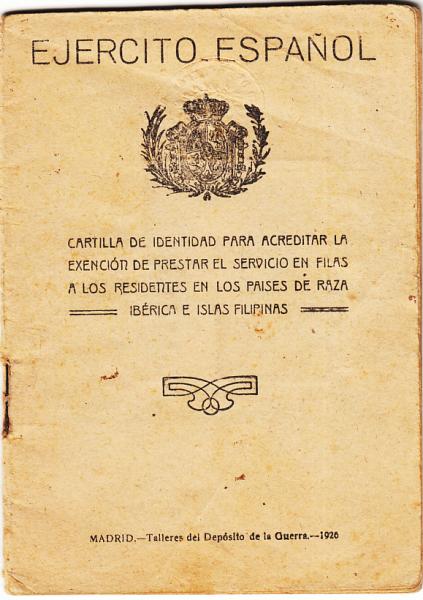 EJERCITO ESPAÑOL
CARTILLA DE IDENTIDAD PARA ACREDITAR LA
EXENCIÓN DE PRESTAR EL SERVICIO EN FILAS
A LOS RESIDENTES EN LOS PAISES DE RAZA
IBÉRICA E ISLAS FILIPINAS
MADRID.—Talleres del Depósito de la Guerra.—1926